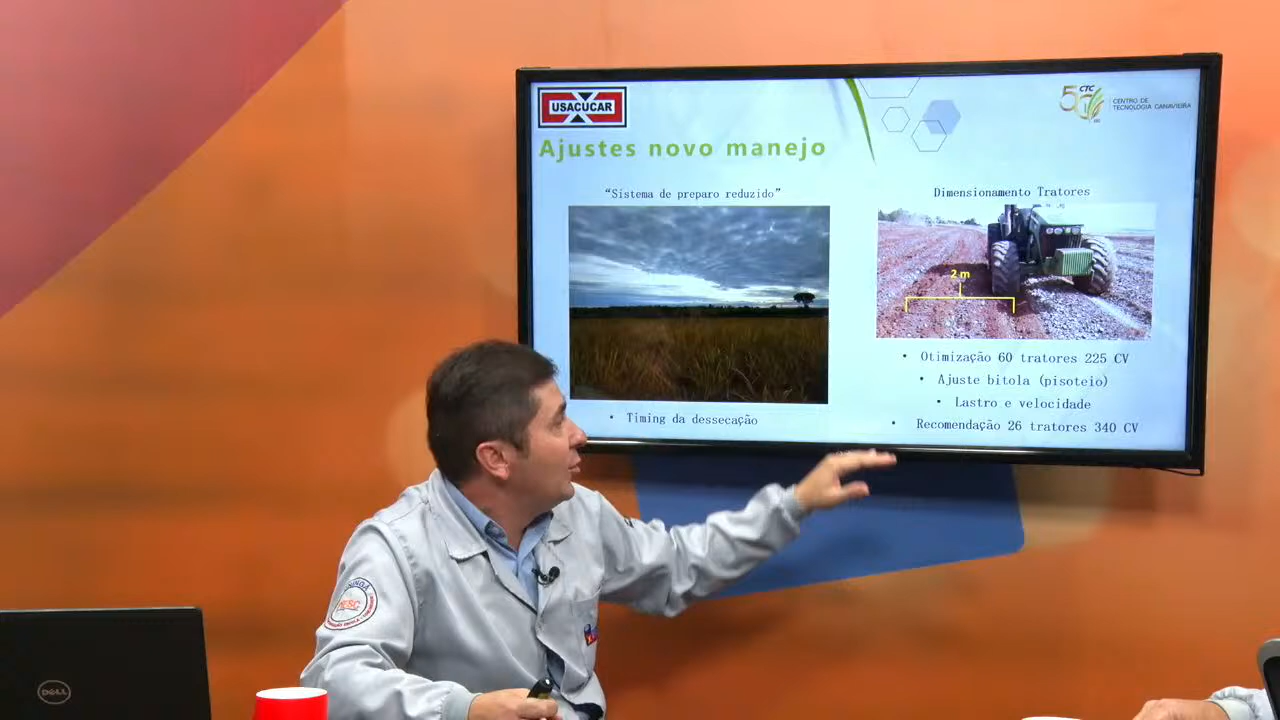 USACUCAR
50 CTC
CENTRO DE
TECNOLOGIA CANAVIEIRA
Ajustes novo manejo
“Sistema de preparo reduzido”
• Timing da dessecação
Dimensionamento Tratores
2 m
• Otimização 60 tratores 225 CV
• Ajuste bitola (pisoteio)
• Lastro e velocidade
• Recomendação 26 tratores 340 CV
DELL